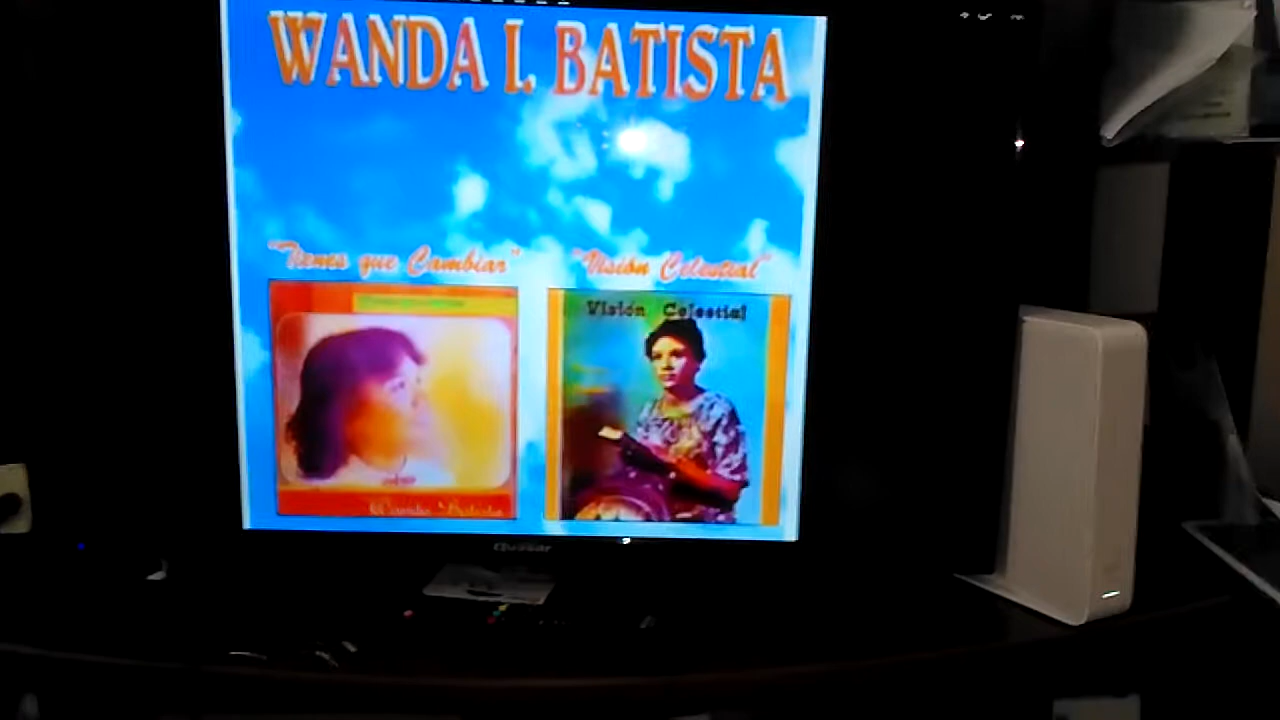 WANDA I. BATISTA
"Tienes que Cambiar"
"Visión Celestial"
Visión Celestial
Wanda Batista